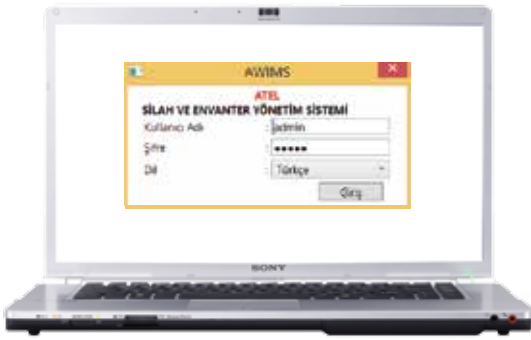 AWIMS
ATEL
SİLAH VE ENVANTER YÖNETİM SİSTEMİ
Kullanıcı Adı : admin
Şifre : •••••
Dil : Türkçe
Giriş
SONY